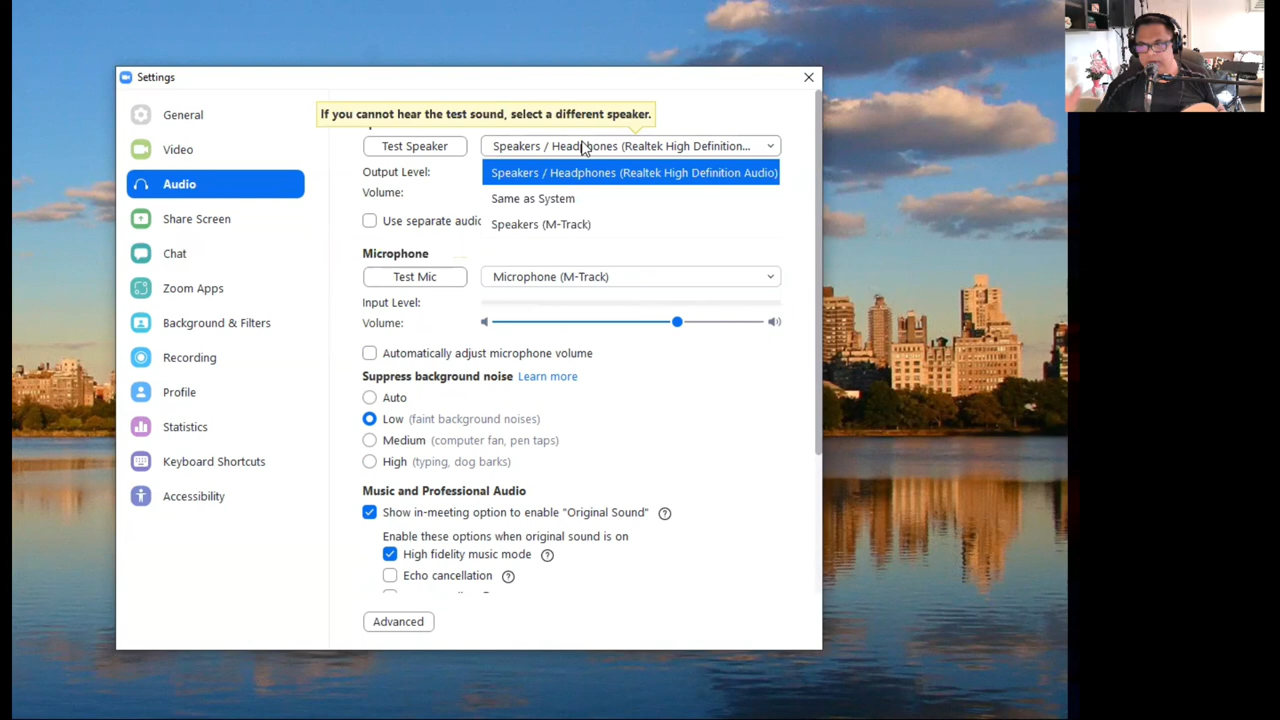 Settings
General
Video
Audio
Share Screen
Chat
Zoom Apps
Background & Filters
Recording
Profile
Statistics
Keyboard Shortcuts
Accessibility
If you cannot hear the test sound, select a different speaker.
Test Speaker
Speakers / Headphones (Realtek High Definition...
Speakers / Headphones (Realtek High Definition Audio)
Output Level:
Same as System
Volume:
Use separate audio
Speakers (M-Track)
Microphone
Test Mic
Microphone (M-Track)
Input Level:
Volume:
Automatically adjust microphone volume
Suppress background noise Learn more
Auto
Low (faint background noises)
Medium (computer fan, pen taps)
High (typing, dog barks)
Music and Professional Audio
Show in-meeting option to enable "Original Sound"
Enable these options when original sound is on
High fidelity music mode
Echo cancellation
Advanced